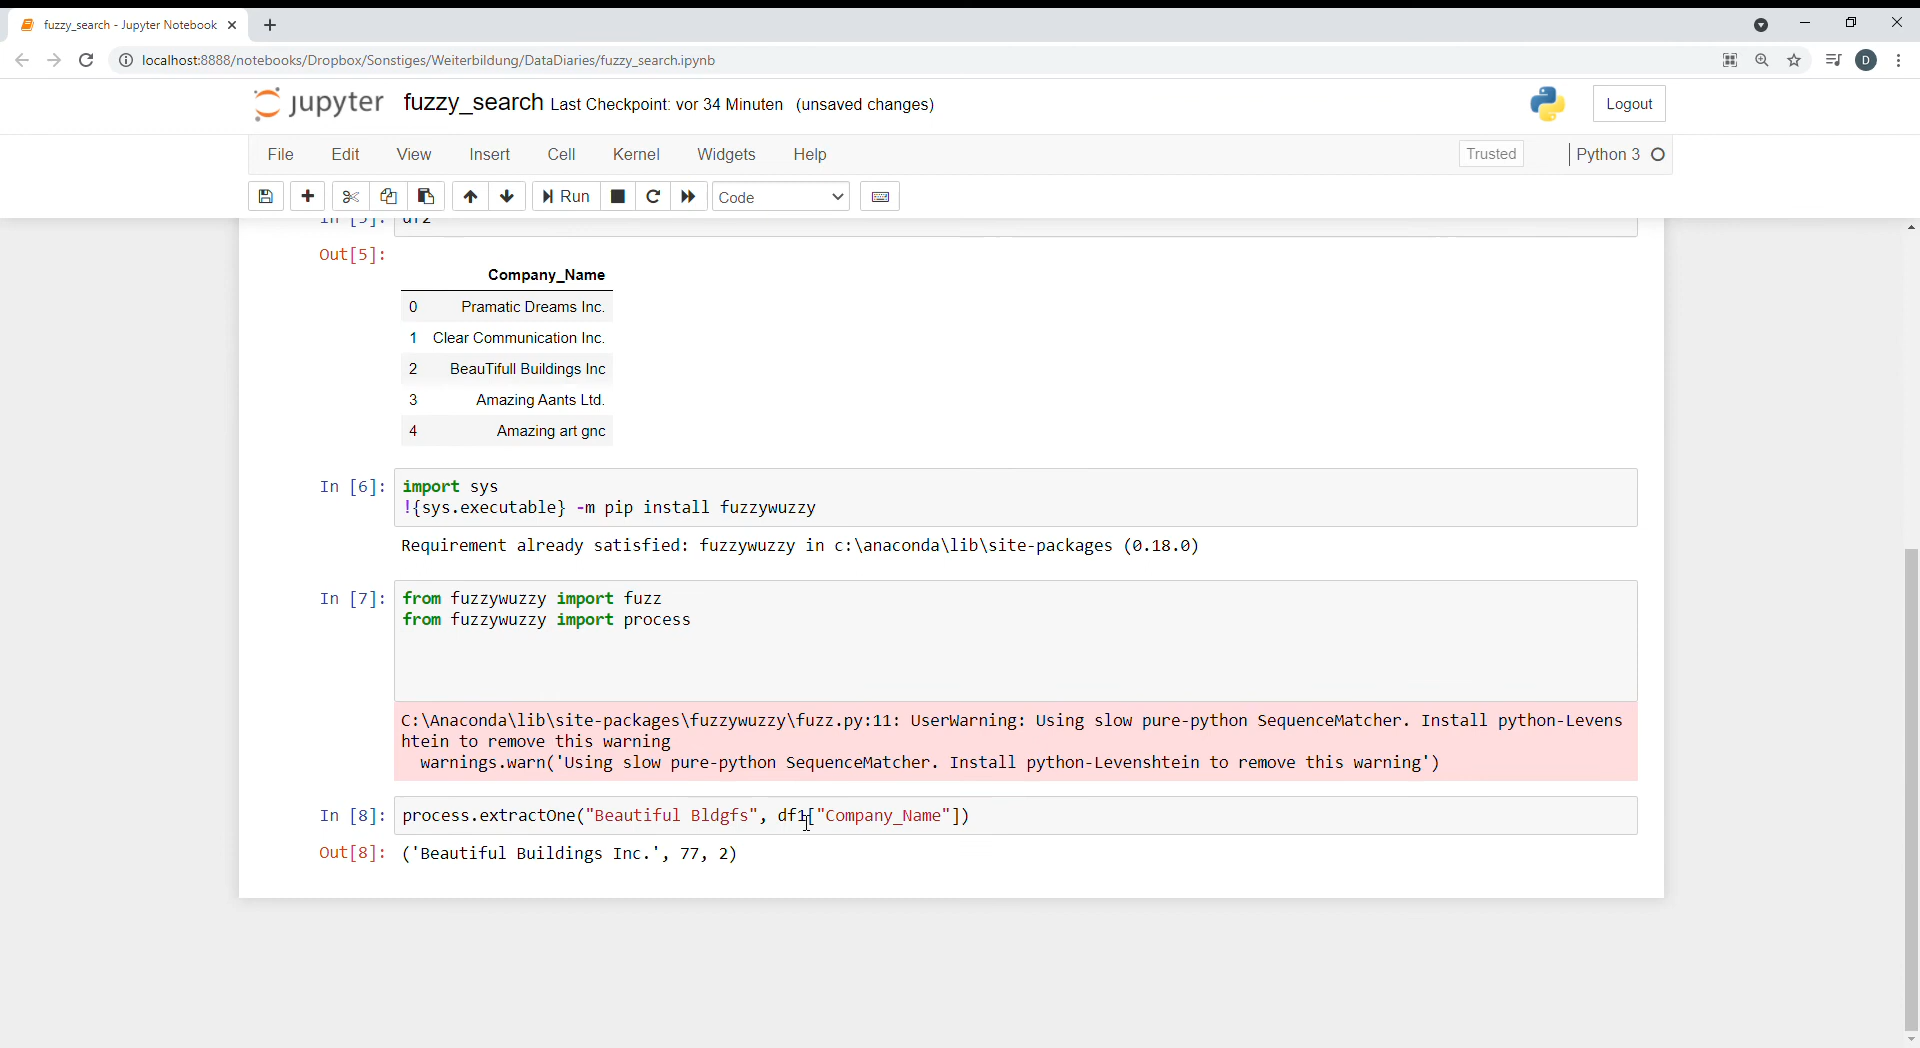 fuzzy_search - Jupyter Notebook
localhost:8888/notebooks/Dropbox/Sonstiges/Weiterbildung/DataDiaries/fuzzy_search.ipynb
D
jupyter fuzzy_search Last Checkpoint: vor 34 Minuten (unsaved changes)
Logout
File Edit View Insert Cell Kernel Widgets Help Trusted Python 3
Run Code
In [5]: df2
Out[5]:
Company_Name
0 Pramatic Dreams Inc.
1 Clear Communication Inc.
2 BeauTifull Buildings Inc
3 Amazing Aants Ltd.
4 Amazing art gnc
In [6]: import sys
!{sys.executable} -m pip install fuzzywuzzy
Requirement already satisfied: fuzzywuzzy in c:\anaconda\lib\site-packages (0.18.0)
In [7]: from fuzzywuzzy import fuzz
from fuzzywuzzy import process
C:\Anaconda\lib\site-packages\fuzzywuzzy\fuzz.py:11: UserWarning: Using slow pure-python SequenceMatcher. Install python-Levens
htein to remove this warning
warnings.warn('Using slow pure-python SequenceMatcher. Install python-Levenshtein to remove this warning')
In [8]: process.extractOne("Beautiful Bldgfs", df1["Company_Name"])
Out[8]: ('Beautiful Buildings Inc.', 77, 2)